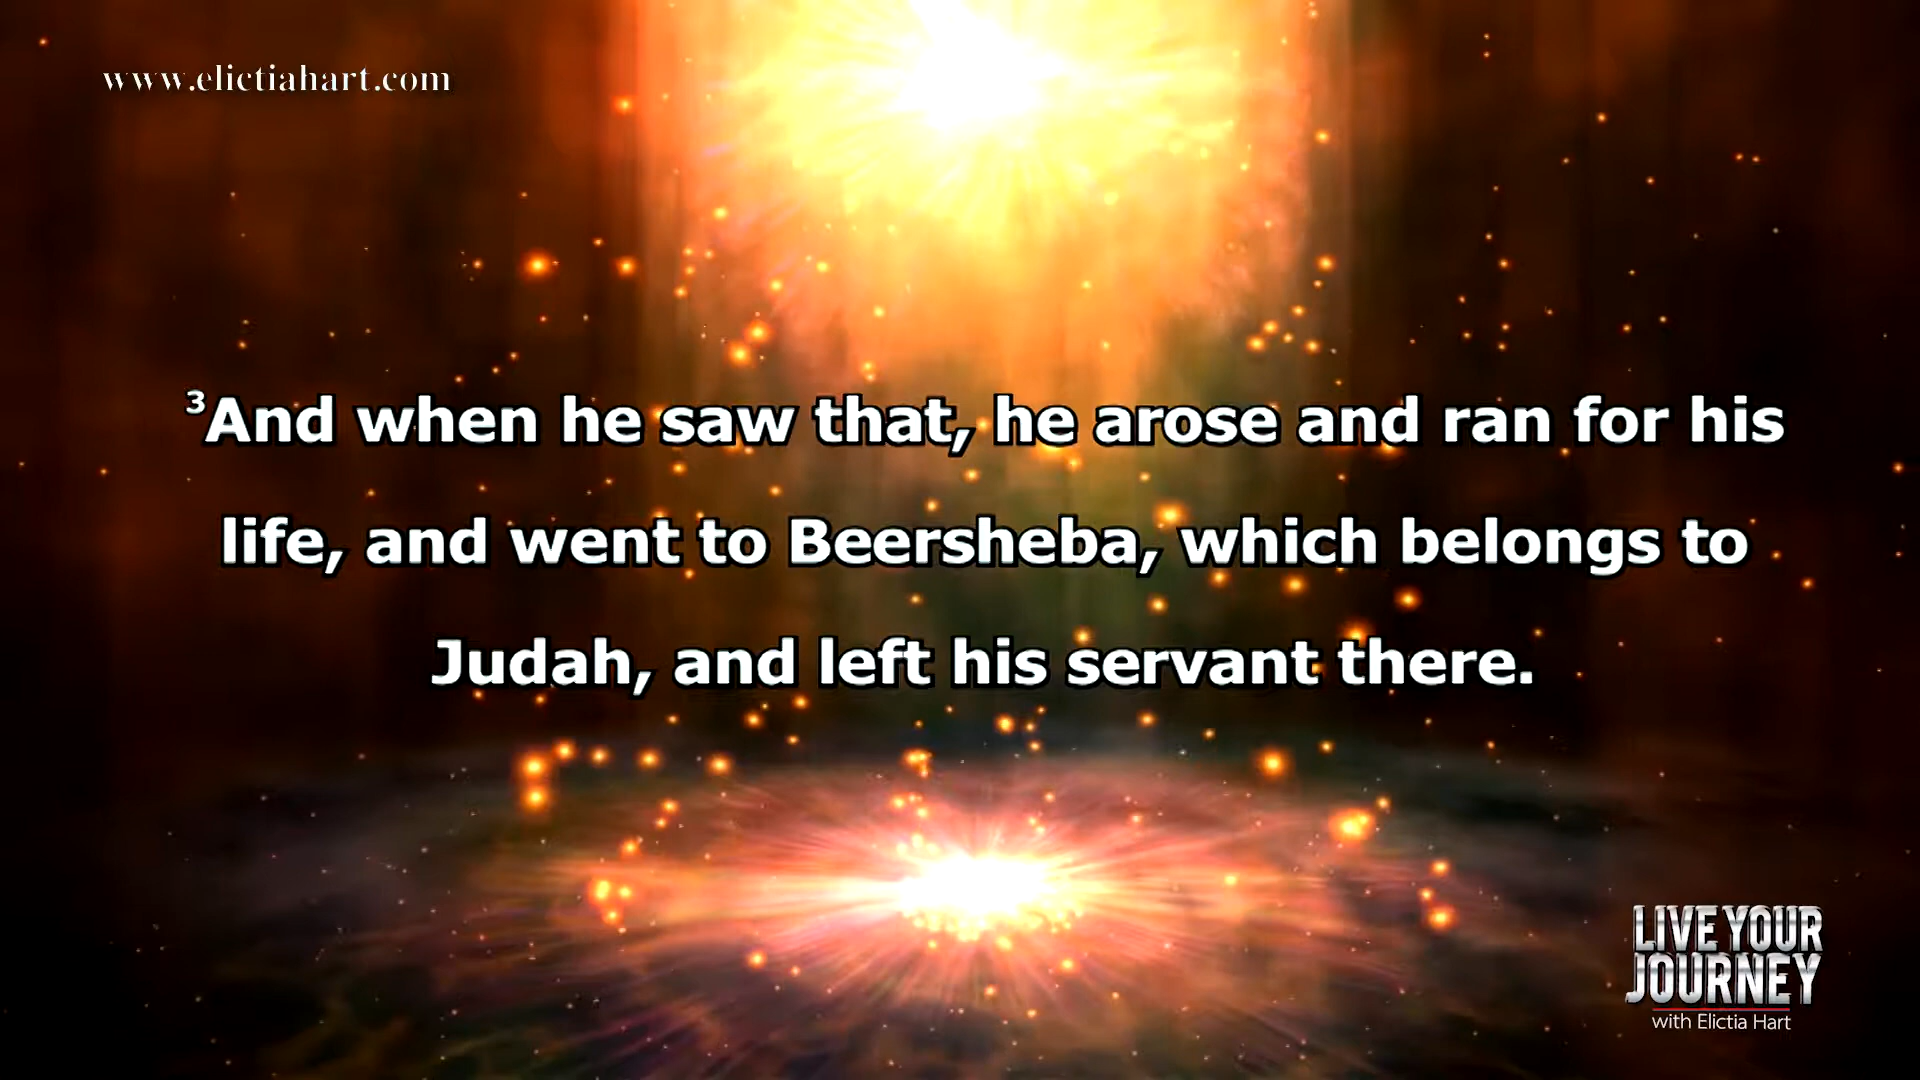 www.elictiahart.com
³And when he saw that, he arose and ran for his
life, and went to Beersheba, which belongs to
Judah, and left his servant there.
LIVE YOUR
JOURNEY
with Elictia Hart